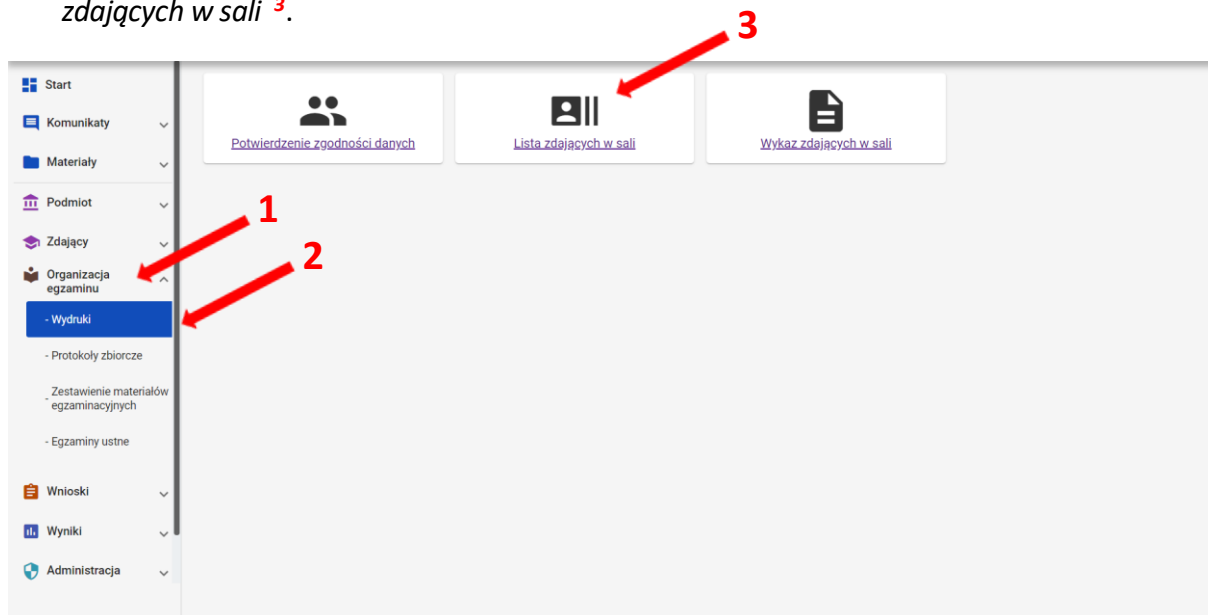 zdających w sali 3.
3
Start
Komunikaty
Materiały
Podmiot
Zdający
Organizacja
egzaminu
- Wydruki
- Protokoły zbiorcze
- Zestawienie materiałów
egzaminacyjnych
- Egzaminy ustne
Wnioski
Wyniki
Administracja
Potwierdzenie zgodności danych
Lista zdających w sali
Wykaz zdających w sali
1
2